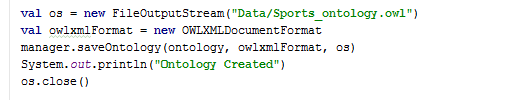 val os = new FileOutputStream("Data/Sports_ontology.owl")
val owlxmlFormat = new OWLXMLDocumentFormat
manager.saveOntology(ontology, owlxmlFormat, os)
System.out.println("Ontology Created")
os.close()